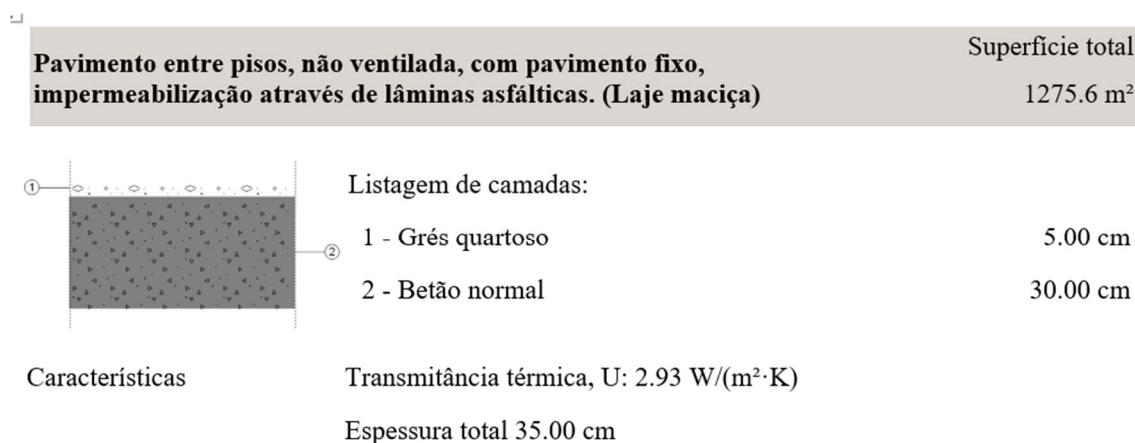 Pavimento entre pisos, não ventilada, com pavimento fixo,
impermeabilização através de lâminas asfálticas. (Laje maciça)
Superfície total
1275.6 m²
1
2
Listagem de camadas:
1 - Grés quartoso 5.00 cm
2 - Betão normal 30.00 cm
Características
Transmitância térmica, U: 2.93 W/(m²·K)
Espessura total 35.00 cm